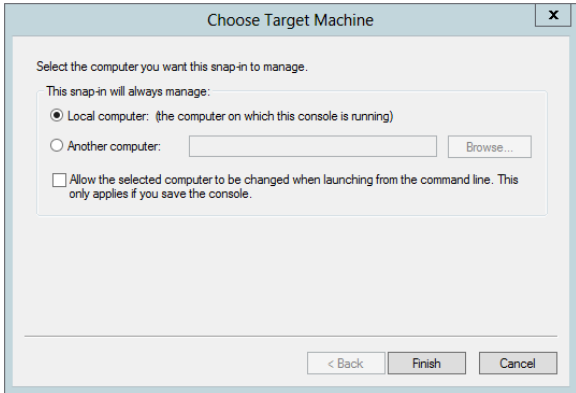 Choose Target Machine
x
Select the computer you want this snap-in to manage.
This snap-in will always manage:
Local computer: (the computer on which this console is running)
Another computer:
Browse...
Allow the selected computer to be changed when launching from the command line. This
only applies if you save the console.
< Back
Finish
Cancel